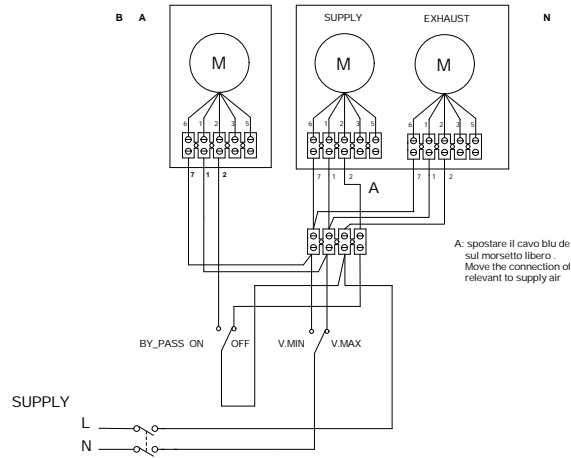 B A
SUPPLY EXHAUST N
M M M
6 1 2 3 5 6 1 2 3 5 6 1 2 3 5
7 1 2 7 1 2 7 1 2
A
A: spostare il cavo blu de
sul morsetto libero .
Move the connection of
relevant to supply air
BY_PASS ON OFF V.MIN V.MAX
SUPPLY
L
N